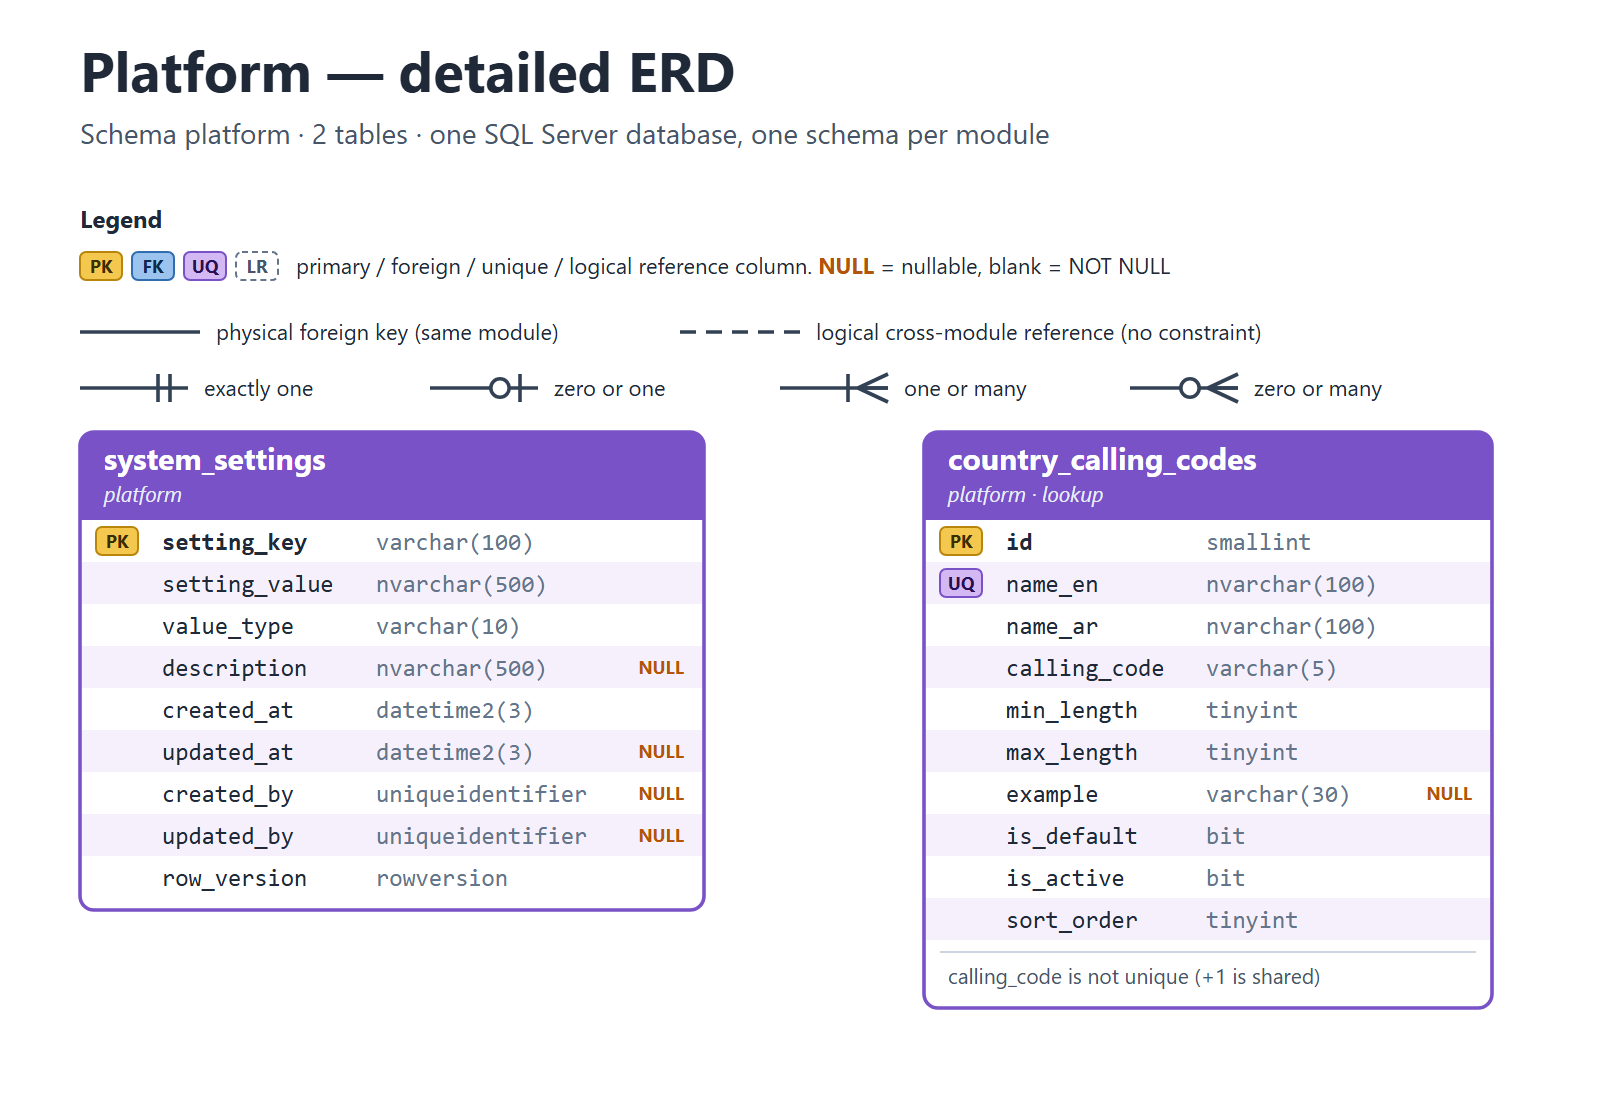 Platform — detailed ERD
Schema platform · 2 tables · one SQL Server database, one schema per module
Legend
PK FK UQ LR primary / foreign / unique / logical reference column. NULL = nullable, blank = NOT NULL
physical foreign key (same module)
logical cross-module reference (no constraint)
exactly one
zero or one
one or many
zero or many
system_settings
platform
PK setting_key varchar(100)
setting_value nvarchar(500)
value_type varchar(10)
description nvarchar(500) NULL
created_at datetime2(3)
updated_at datetime2(3) NULL
created_by uniqueidentifier NULL
updated_by uniqueidentifier NULL
row_version rowversion
country_calling_codes
platform · lookup
PK id smallint
UQ name_en nvarchar(100)
name_ar nvarchar(100)
calling_code varchar(5)
min_length tinyint
max_length tinyint
example varchar(30) NULL
is_default bit
is_active bit
sort_order tinyint
calling_code is not unique (+1 is shared)